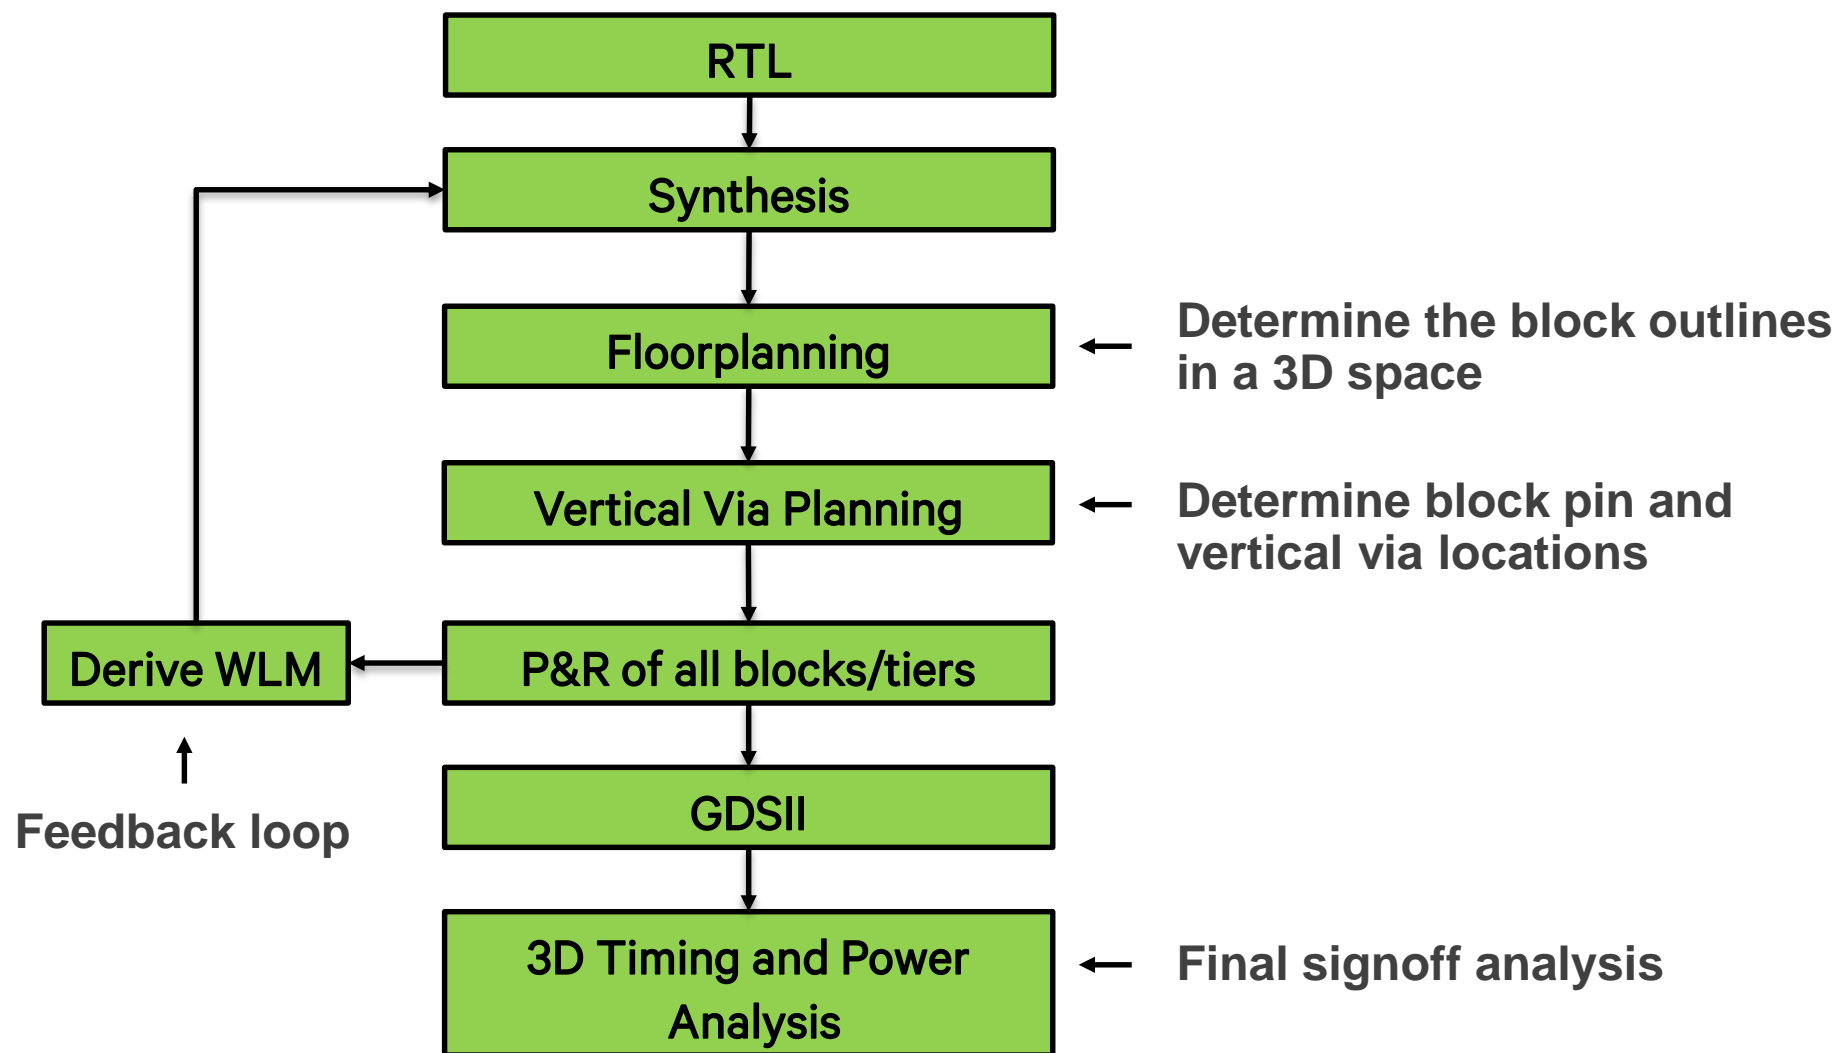 RTL
Synthesis
Floorplanning
Determine the block outlines
in a 3D space
Vertical Via Planning
Determine block pin and
vertical via locations
Derive WLM
P&R of all blocks/tiers
Feedback loop
GDSII
3D Timing and Power
Analysis
Final signoff analysis